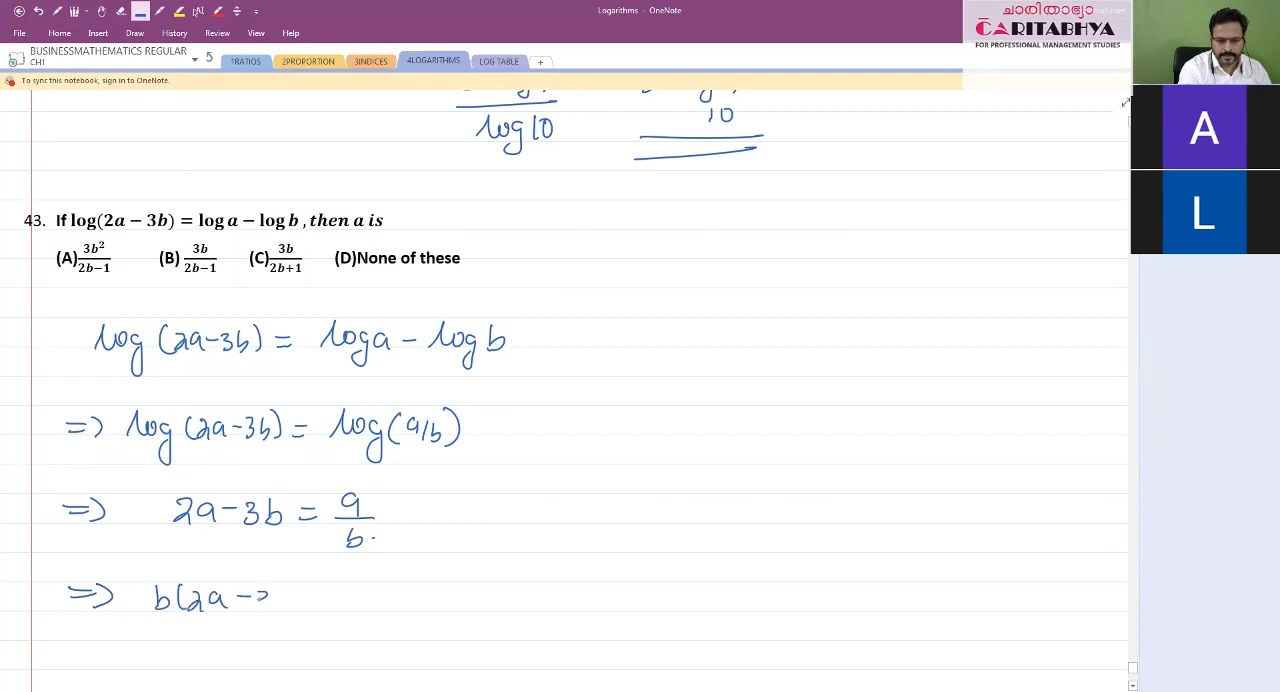 Logarithms - OneNote
File Home Insert Draw History Review View Help
ചാരിതാഭ്യാ
CARITABHYA
FOR PROFESSIONAL MANAGEMENT STUDIES
BUSINESSMATHEMATICS REGULAR
CH1
1RATIOS 2PROPORTION 3INDICES 4LOGARITHMS LOG TABLE +
To sync this notebook, sign in to OneNote.
log 10
10
43. If log(2a − 3b) = log a − log b , then a is
(A) 3b²/2b−1 (B) 3b/2b−1 (C) 3b/2b+1 (D)None of these
log (2a-3b) = log a - log b
=> log (2a-3b) = log (a/b)
=> 2a-3b = a/b
=> b(2a -
A
L